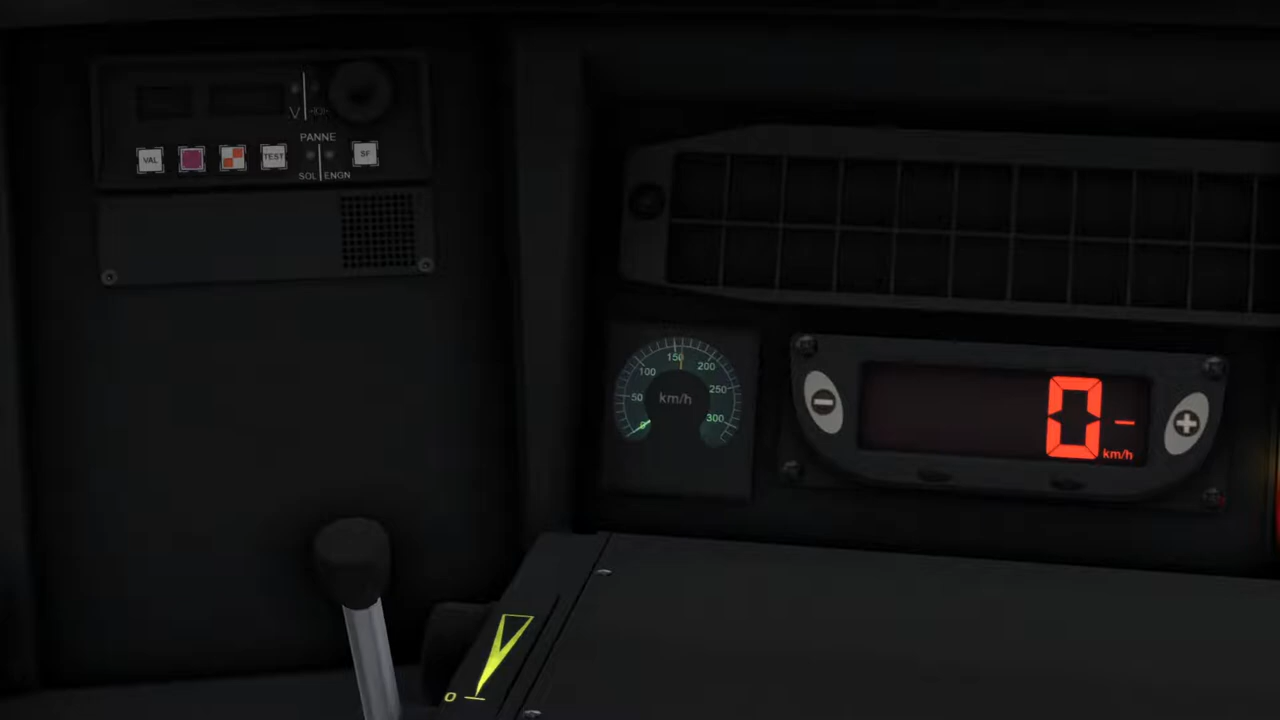 V
PANNE
VAL
TEST
SF
SOL ENGN
0
50
100
150
200
250
300
km/h
0 -
km/h
-
+
0